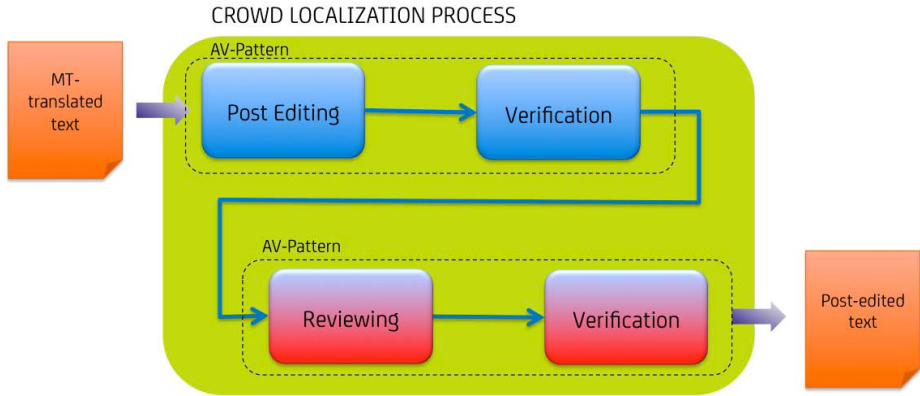 CROWD LOCALIZATION PROCESS
AV-Pattern
MT-
translated
text
Post Editing
Verification
AV-Pattern
Reviewing
Verification
Post-edited
text